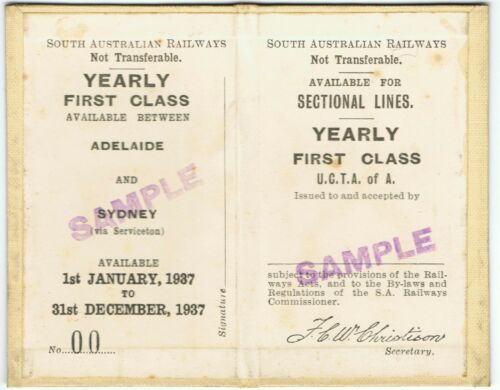 SOUTH AUSTRALIAN RAILWAYS
Not Transferable.
YEARLY
FIRST CLASS
AVAILABLE BETWEEN
ADELAIDE
AND
SYDNEY
(via Serviceton)
SAMPLE
AVAILABLE
1st JANUARY, 1937
TO
31st DECEMBER, 1937
No. 00
Signature
SOUTH AUSTRALIAN RAILWAYS
Not Transferable.
AVAILABLE FOR
SECTIONAL LINES.
YEARLY
FIRST CLASS
U.C.T.A. of A.
Issued to and accepted by
SAMPLE
subject to the provisions of the Rail-
ways Acts, and to the By-laws and
Regulations of the S.A. Railways
Commissioner.
F.C.W. Christison
Secretary.